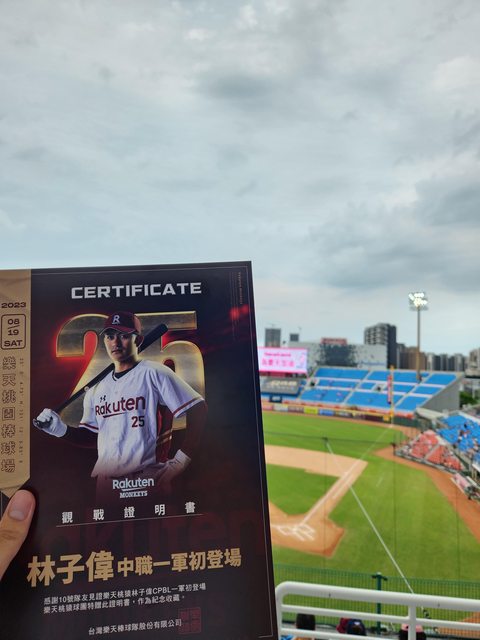 CERTIFICATE
2023
08
19
SAT
樂天桃園棒球場
25
R
Rakuten
25
Rakuten
MONKEYS
觀戰證明書
林子偉中職一軍初登場
感謝10號隊友見證樂天桃猿林子偉CPBL一軍初登場
樂天桃猿球團特贈此證明書，作為紀念收藏。
台灣樂天棒球隊股份有限公司